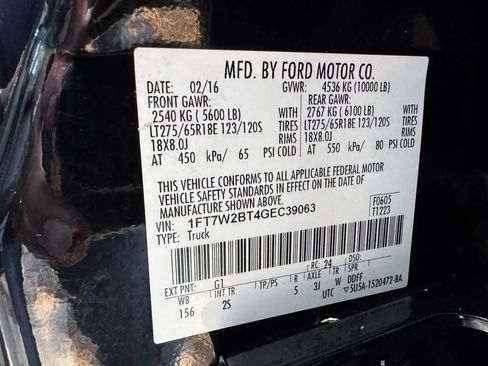 MFD. BY FORD MOTOR CO.
DATE: 02/16 GVWR: 4536 KG (10000 LB)
FRONT GAWR: REAR GAWR:
2540 KG ( 5600 LB) WITH 2767 KG ( 6100 LB) WITH
LT275/65R18E 123/120S TIRES LT275/65R18E 123/120S TIRES
18X8.0J RIMS 18X8.0J RIMS
AT 450 kPa/ 65 PSI COLD AT 550 kPa/ 80 PSI COLD
THIS VEHICLE CONFORMS TO ALL APPLICABLE FEDERAL MOTOR
VEHICLE SAFETY STANDARDS IN EFFECT ON THE DATE OF
MANUFACTURE SHOWN ABOVE.
VIN: 1FT7W2BT4GEC39063 F0605
TYPE: Truck T1223
EXT PNT: G1 RC: 24 DSO:
WB INT TR TP/PS R AXLE TR SPR
156 2S 5 3J W DDFF
UTC ▽5U5A-1520472-BA